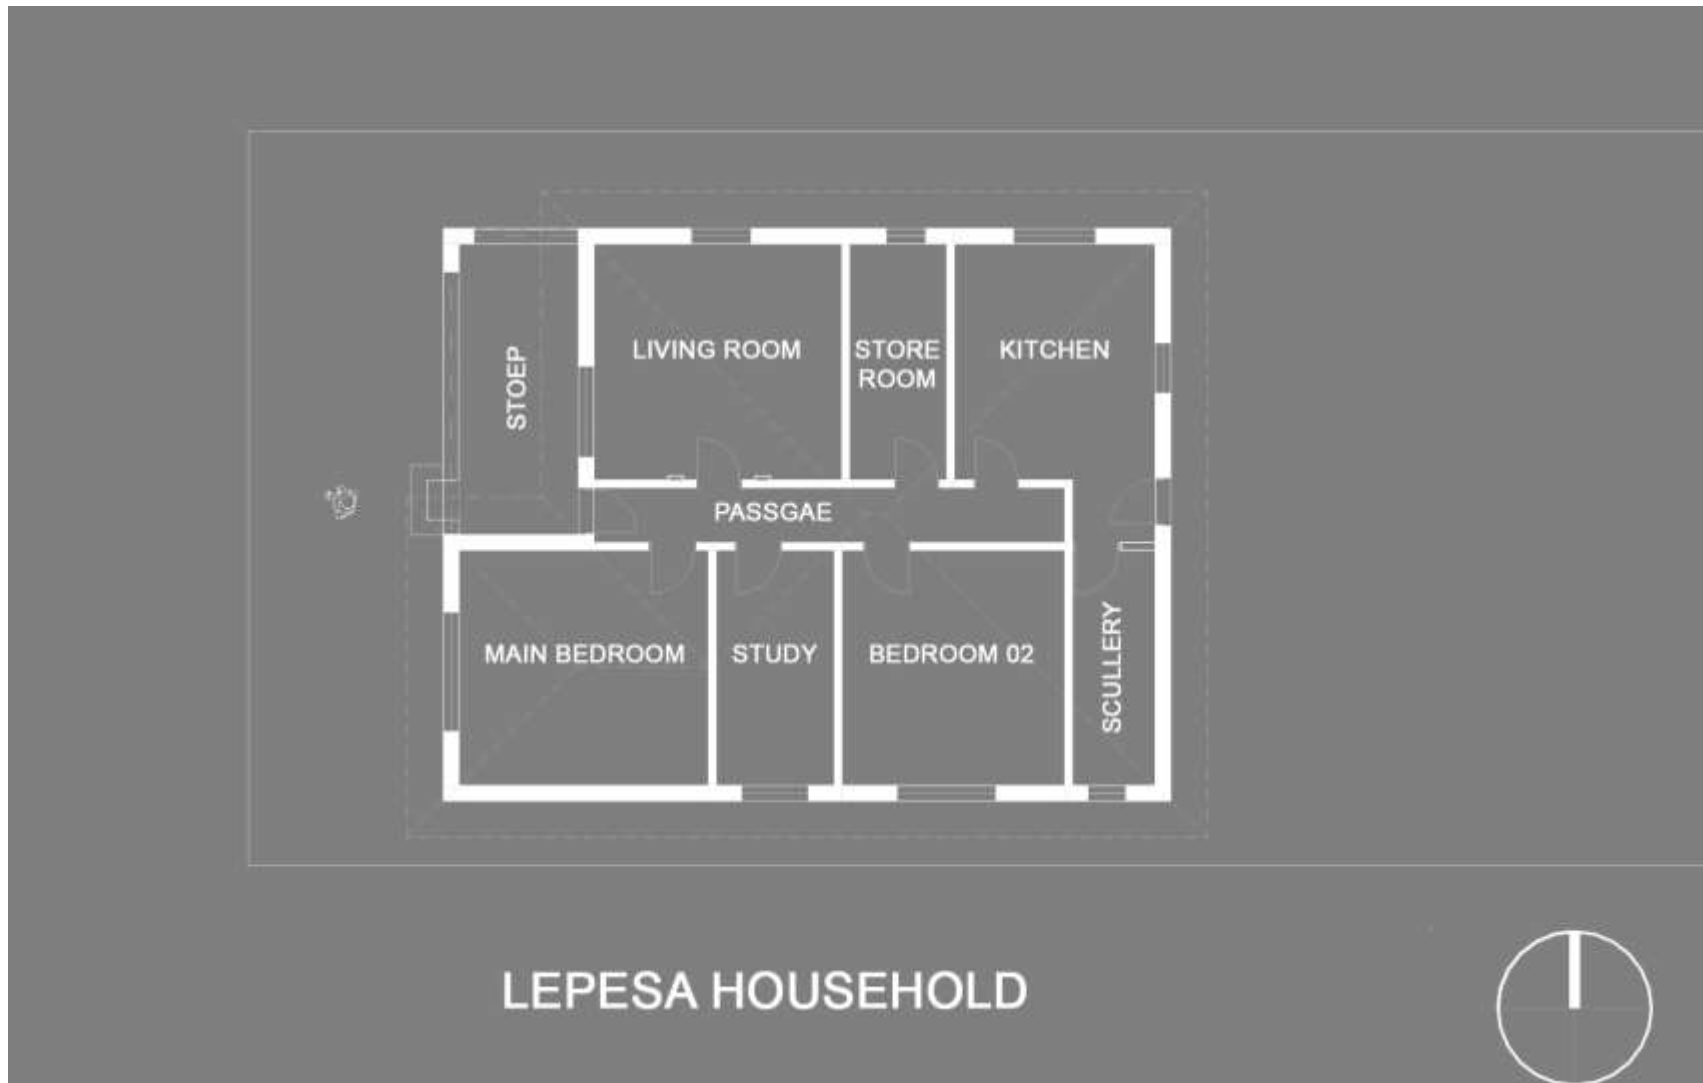 LIVING ROOM
STORE
ROOM
KITCHEN
STOEP
PASSGAE
MAIN BEDROOM
STUDY
BEDROOM 02
SCULLERY
LEPESA HOUSEHOLD